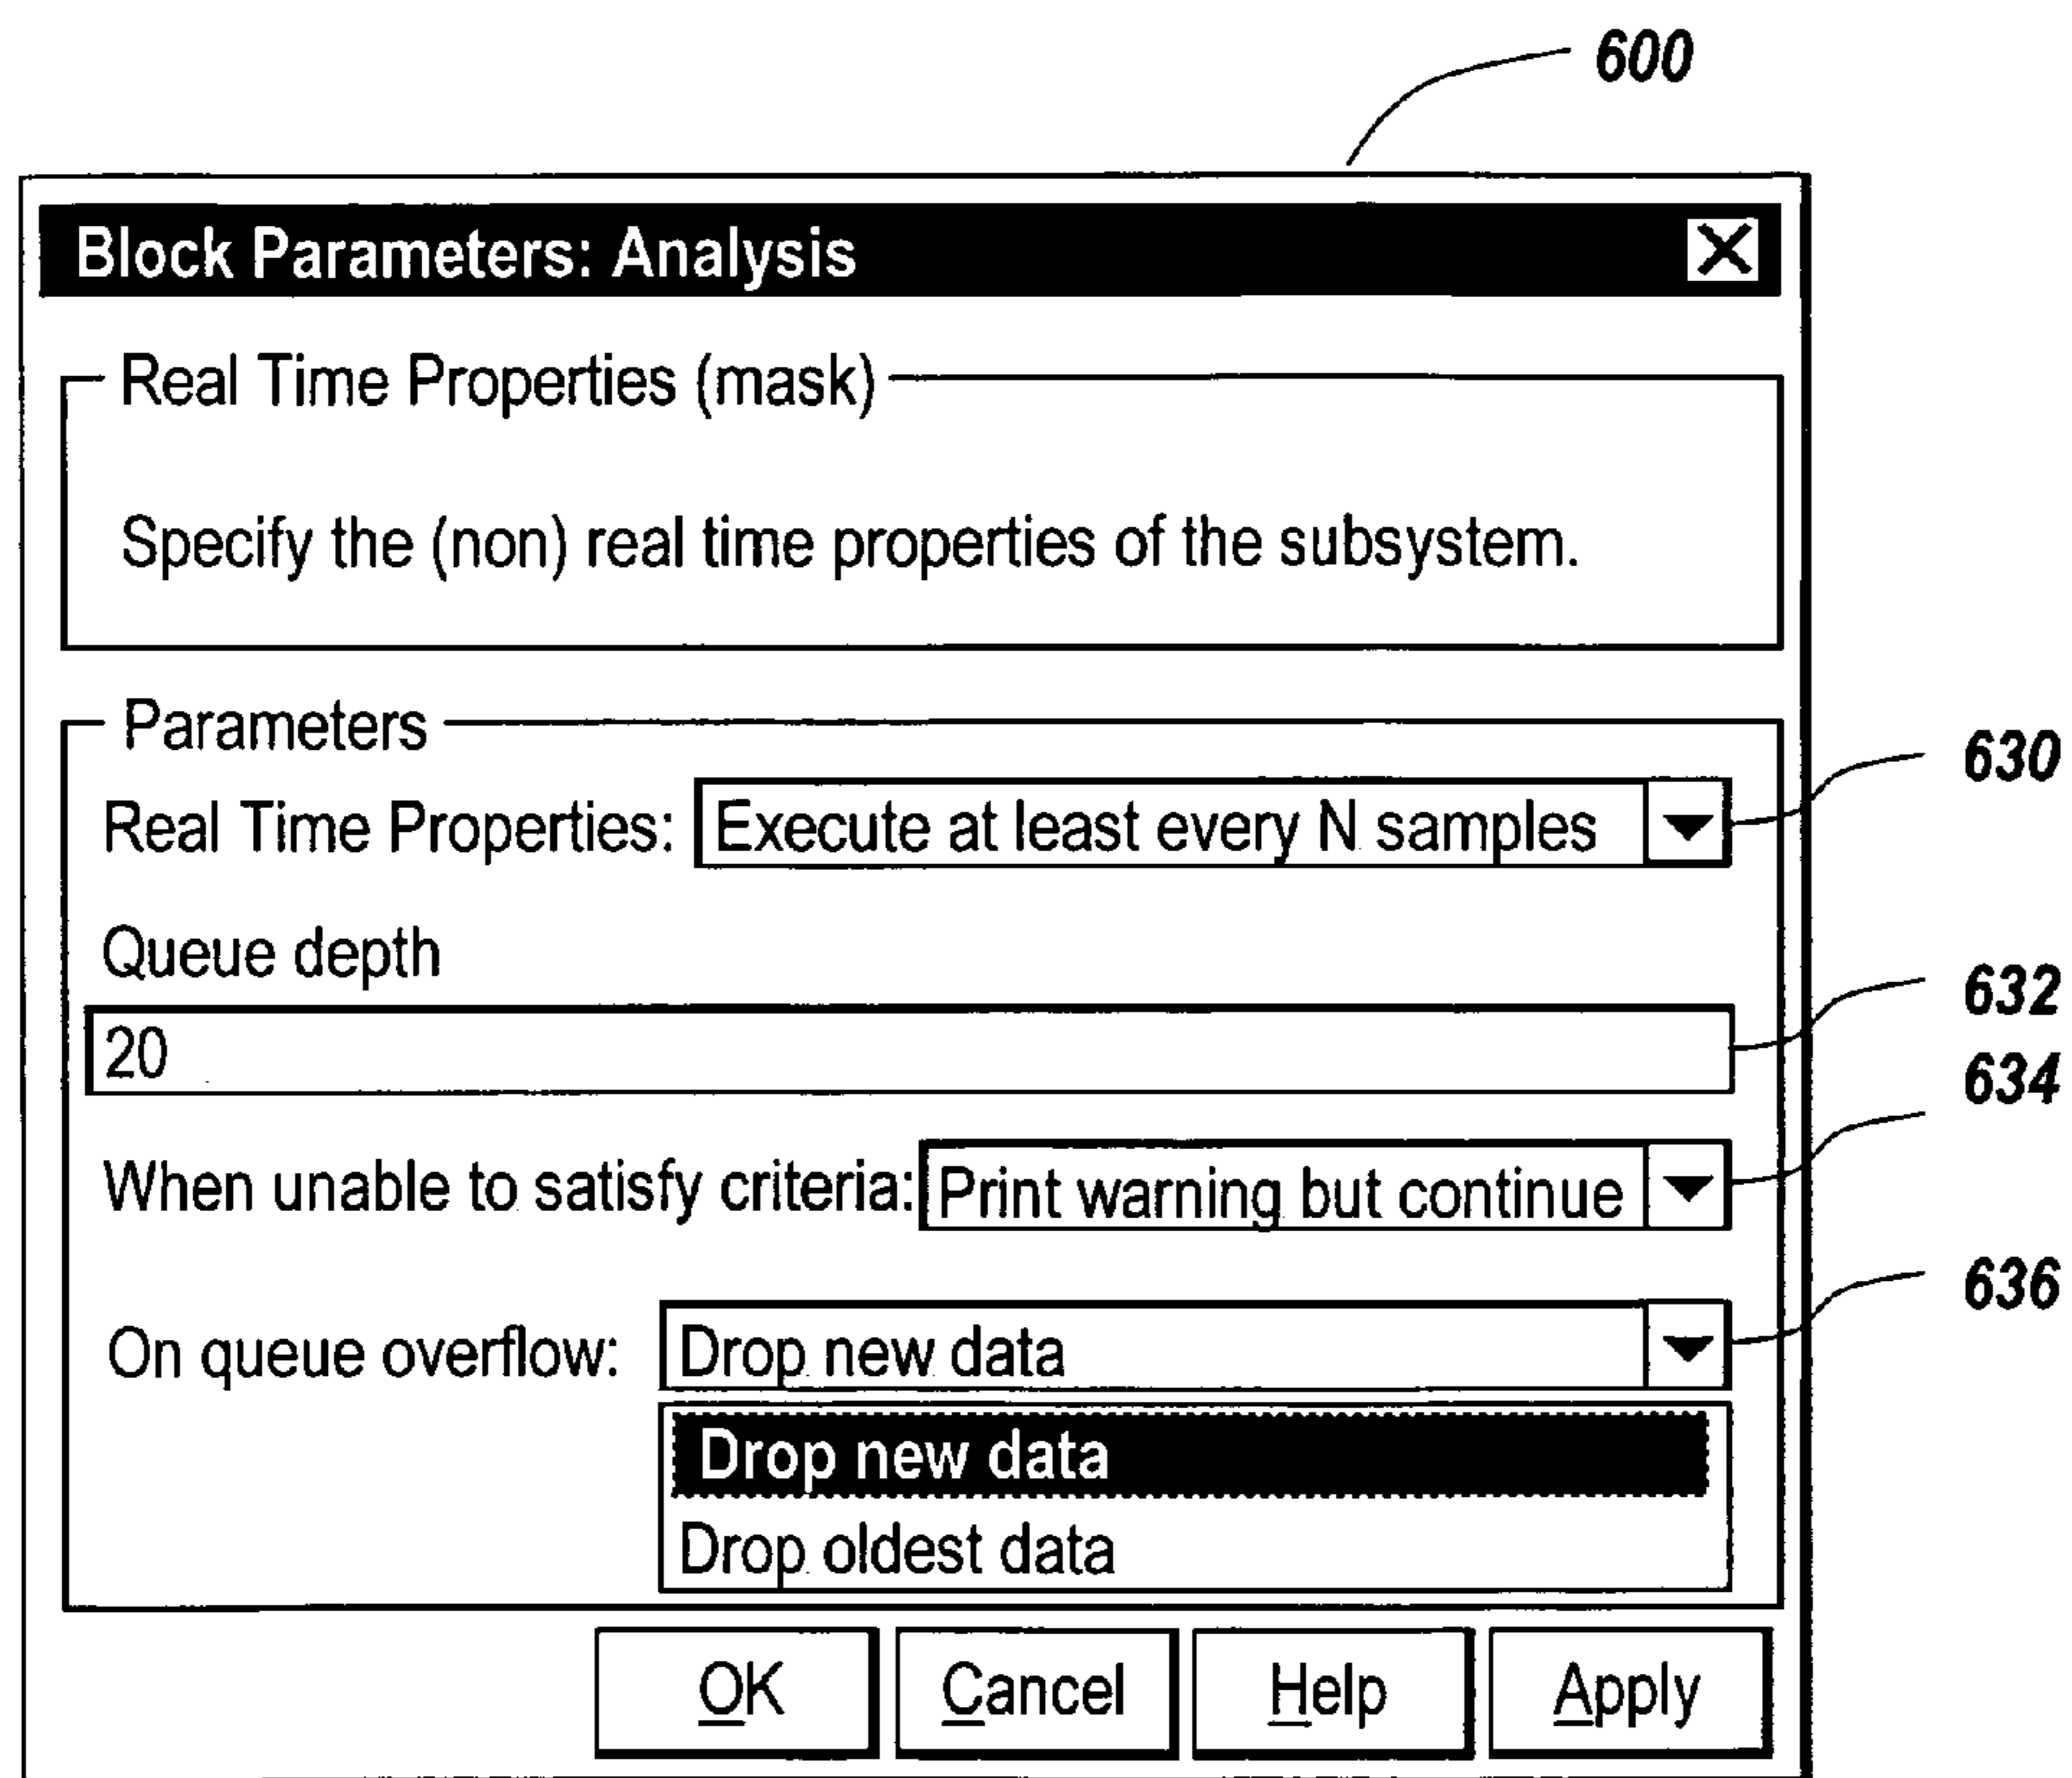 600
Block Parameters: Analysis
Real Time Properties (mask)
Specify the (non) real time properties of the subsystem.
Parameters
630
Real Time Properties: Execute at least every N samples
Queue depth
632
20
634
When unable to satisfy criteria: Print warning but continue
636
On queue overflow: Drop new data
Drop new data
Drop oldest data
OK Cancel Help Apply